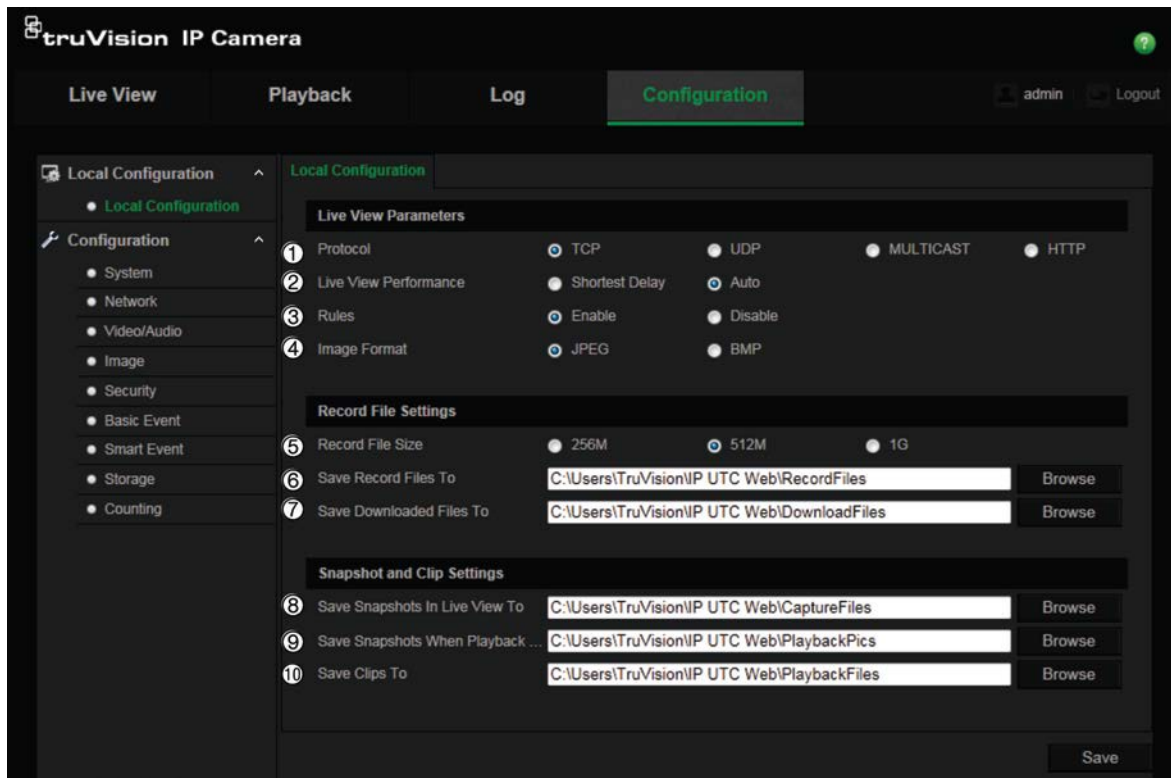 truVision IP Camera
?
Live View Playback Log Configuration admin Logout
Local Configuration
Local Configuration
Configuration
System
Network
Video/Audio
Image
Security
Basic Event
Smart Event
Storage
Counting
Local Configuration
Live View Parameters
① Protocol TCP UDP MULTICAST HTTP
② Live View Performance Shortest Delay Auto
③ Rules Enable Disable
④ Image Format JPEG BMP
Record File Settings
⑤ Record File Size 256M 512M 1G
⑥ Save Record Files To C:\Users\TruVision\IP UTC Web\RecordFiles Browse
⑦ Save Downloaded Files To C:\Users\TruVision\IP UTC Web\DownloadFiles Browse
Snapshot and Clip Settings
⑧ Save Snapshots In Live View To C:\Users\TruVision\IP UTC Web\CaptureFiles Browse
⑨ Save Snapshots When Playback ... C:\Users\TruVision\IP UTC Web\PlaybackPics Browse
⑩ Save Clips To C:\Users\TruVision\IP UTC Web\PlaybackFiles Browse
Save